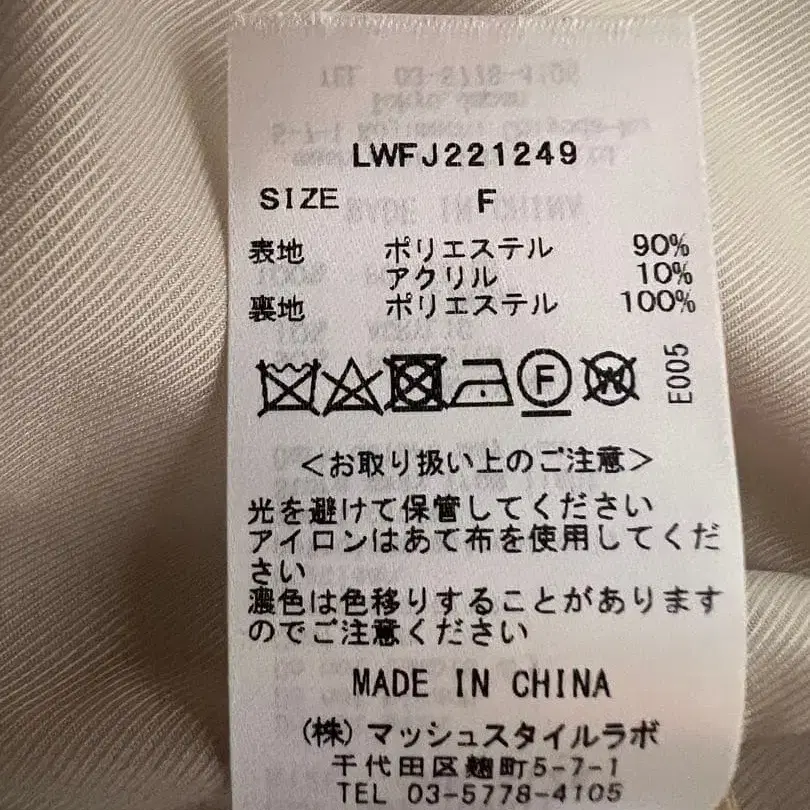 LWFJ221249
SIZE F
表地 ポリエステル 90%
アクリル 10%
裏地 ポリエステル 100%
F W E005
<お取り扱い上のご注意>
光を避けて保管してください
アイロンはあて布を使用してくだ
さい
濃色は色移りすることがあります
のでご注意ください
MADE IN CHINA
(株)マッシュスタイルラボ
千代田区麹町5-7-1
TEL 03-5778-4105